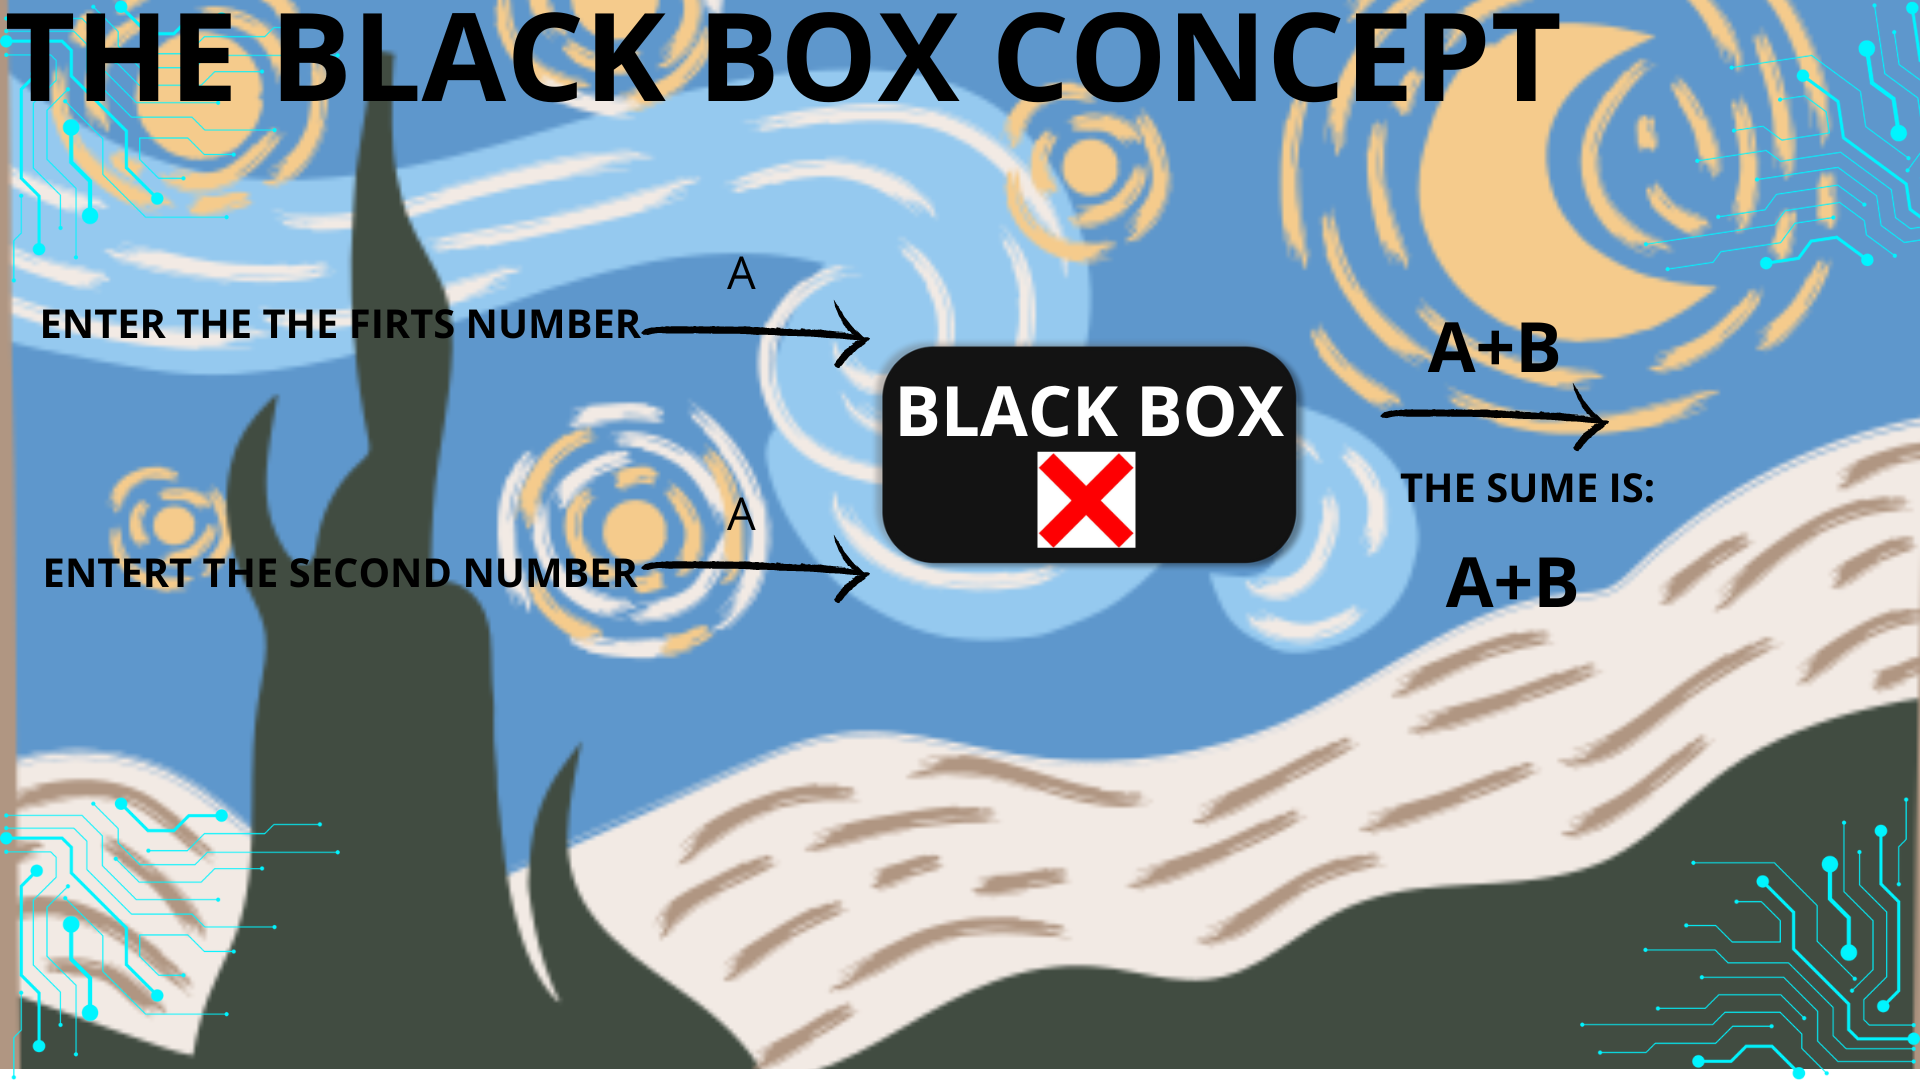 THE BLACK BOX CONCEPT
A
ENTER THE THE FIRTS NUMBER
A+B
BLACK BOX
THE SUME IS:
A
ENTERT THE SECOND NUMBER
A+B